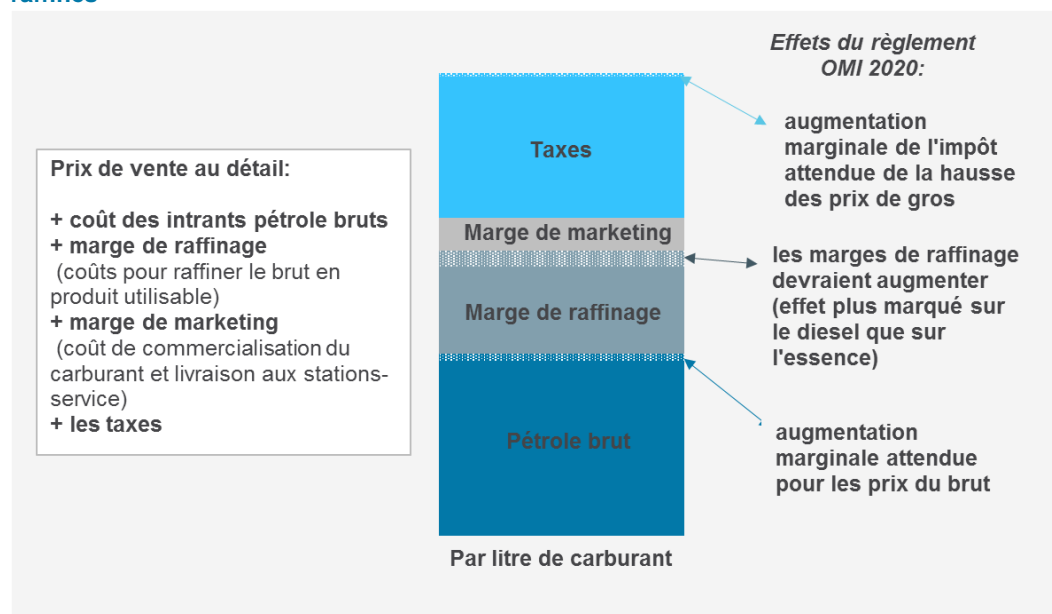 Prix de vente au détail:
+ coût des intrants pétrole bruts
+ marge de raffinage
(coûts pour raffiner le brut en
produit utilisable)
+ marge de marketing
(coût de commercialisation du
carburant et livraison aux stations-
service)
+ les taxes
Taxes
Marge de marketing
Marge de raffinage
Pétrole brut
Par litre de carburant
Effets du règlement
OMI 2020:
augmentation
marginale de l'impôt
attendue de la hausse
des prix de gros
les marges de raffinage
devraient augmenter
(effet plus marqué sur
le diesel que sur
l'essence)
augmentation
marginale attendue
pour les prix du brut